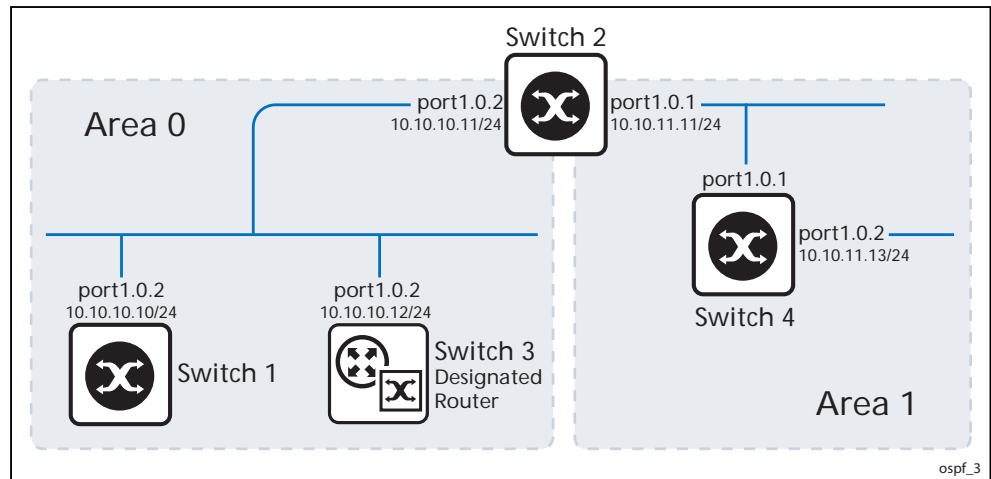 Switch 2
port1.0.2
10.10.10.11/24
port1.0.1
10.10.11.11/24
Area 0
port1.0.1
port1.0.2
10.10.11.13/24
Switch 4
port1.0.2
10.10.10.10/24
Switch 1
port1.0.2
10.10.10.12/24
Switch 3
Designated
Router
Area 1
ospf_3